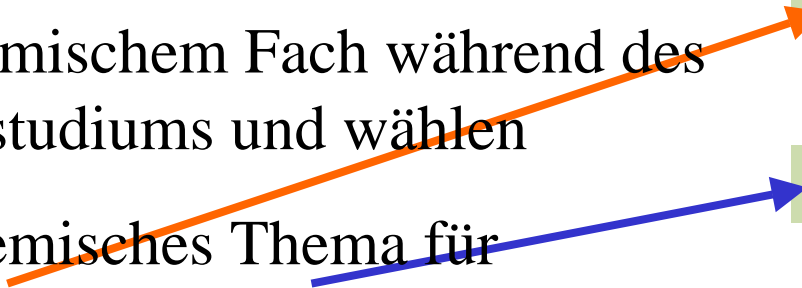 mischem Fach während des
studiums und wählen
emisches Thema für